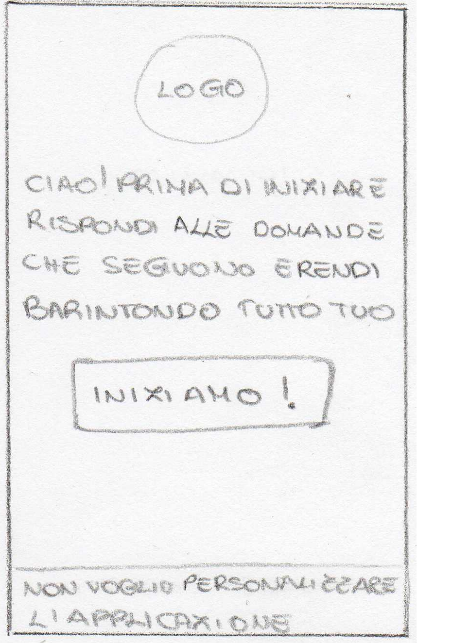 LOGO
CIAO! PRIMA DI INIZIARE
RISPONDI ALLE DOMANDE
CHE SEGUONO E RENDI
BARINTONDO TUTTO TUO
INIZIAMO!
NON VOGLIO PERSONALIZZARE
L'APPLICAZIONE